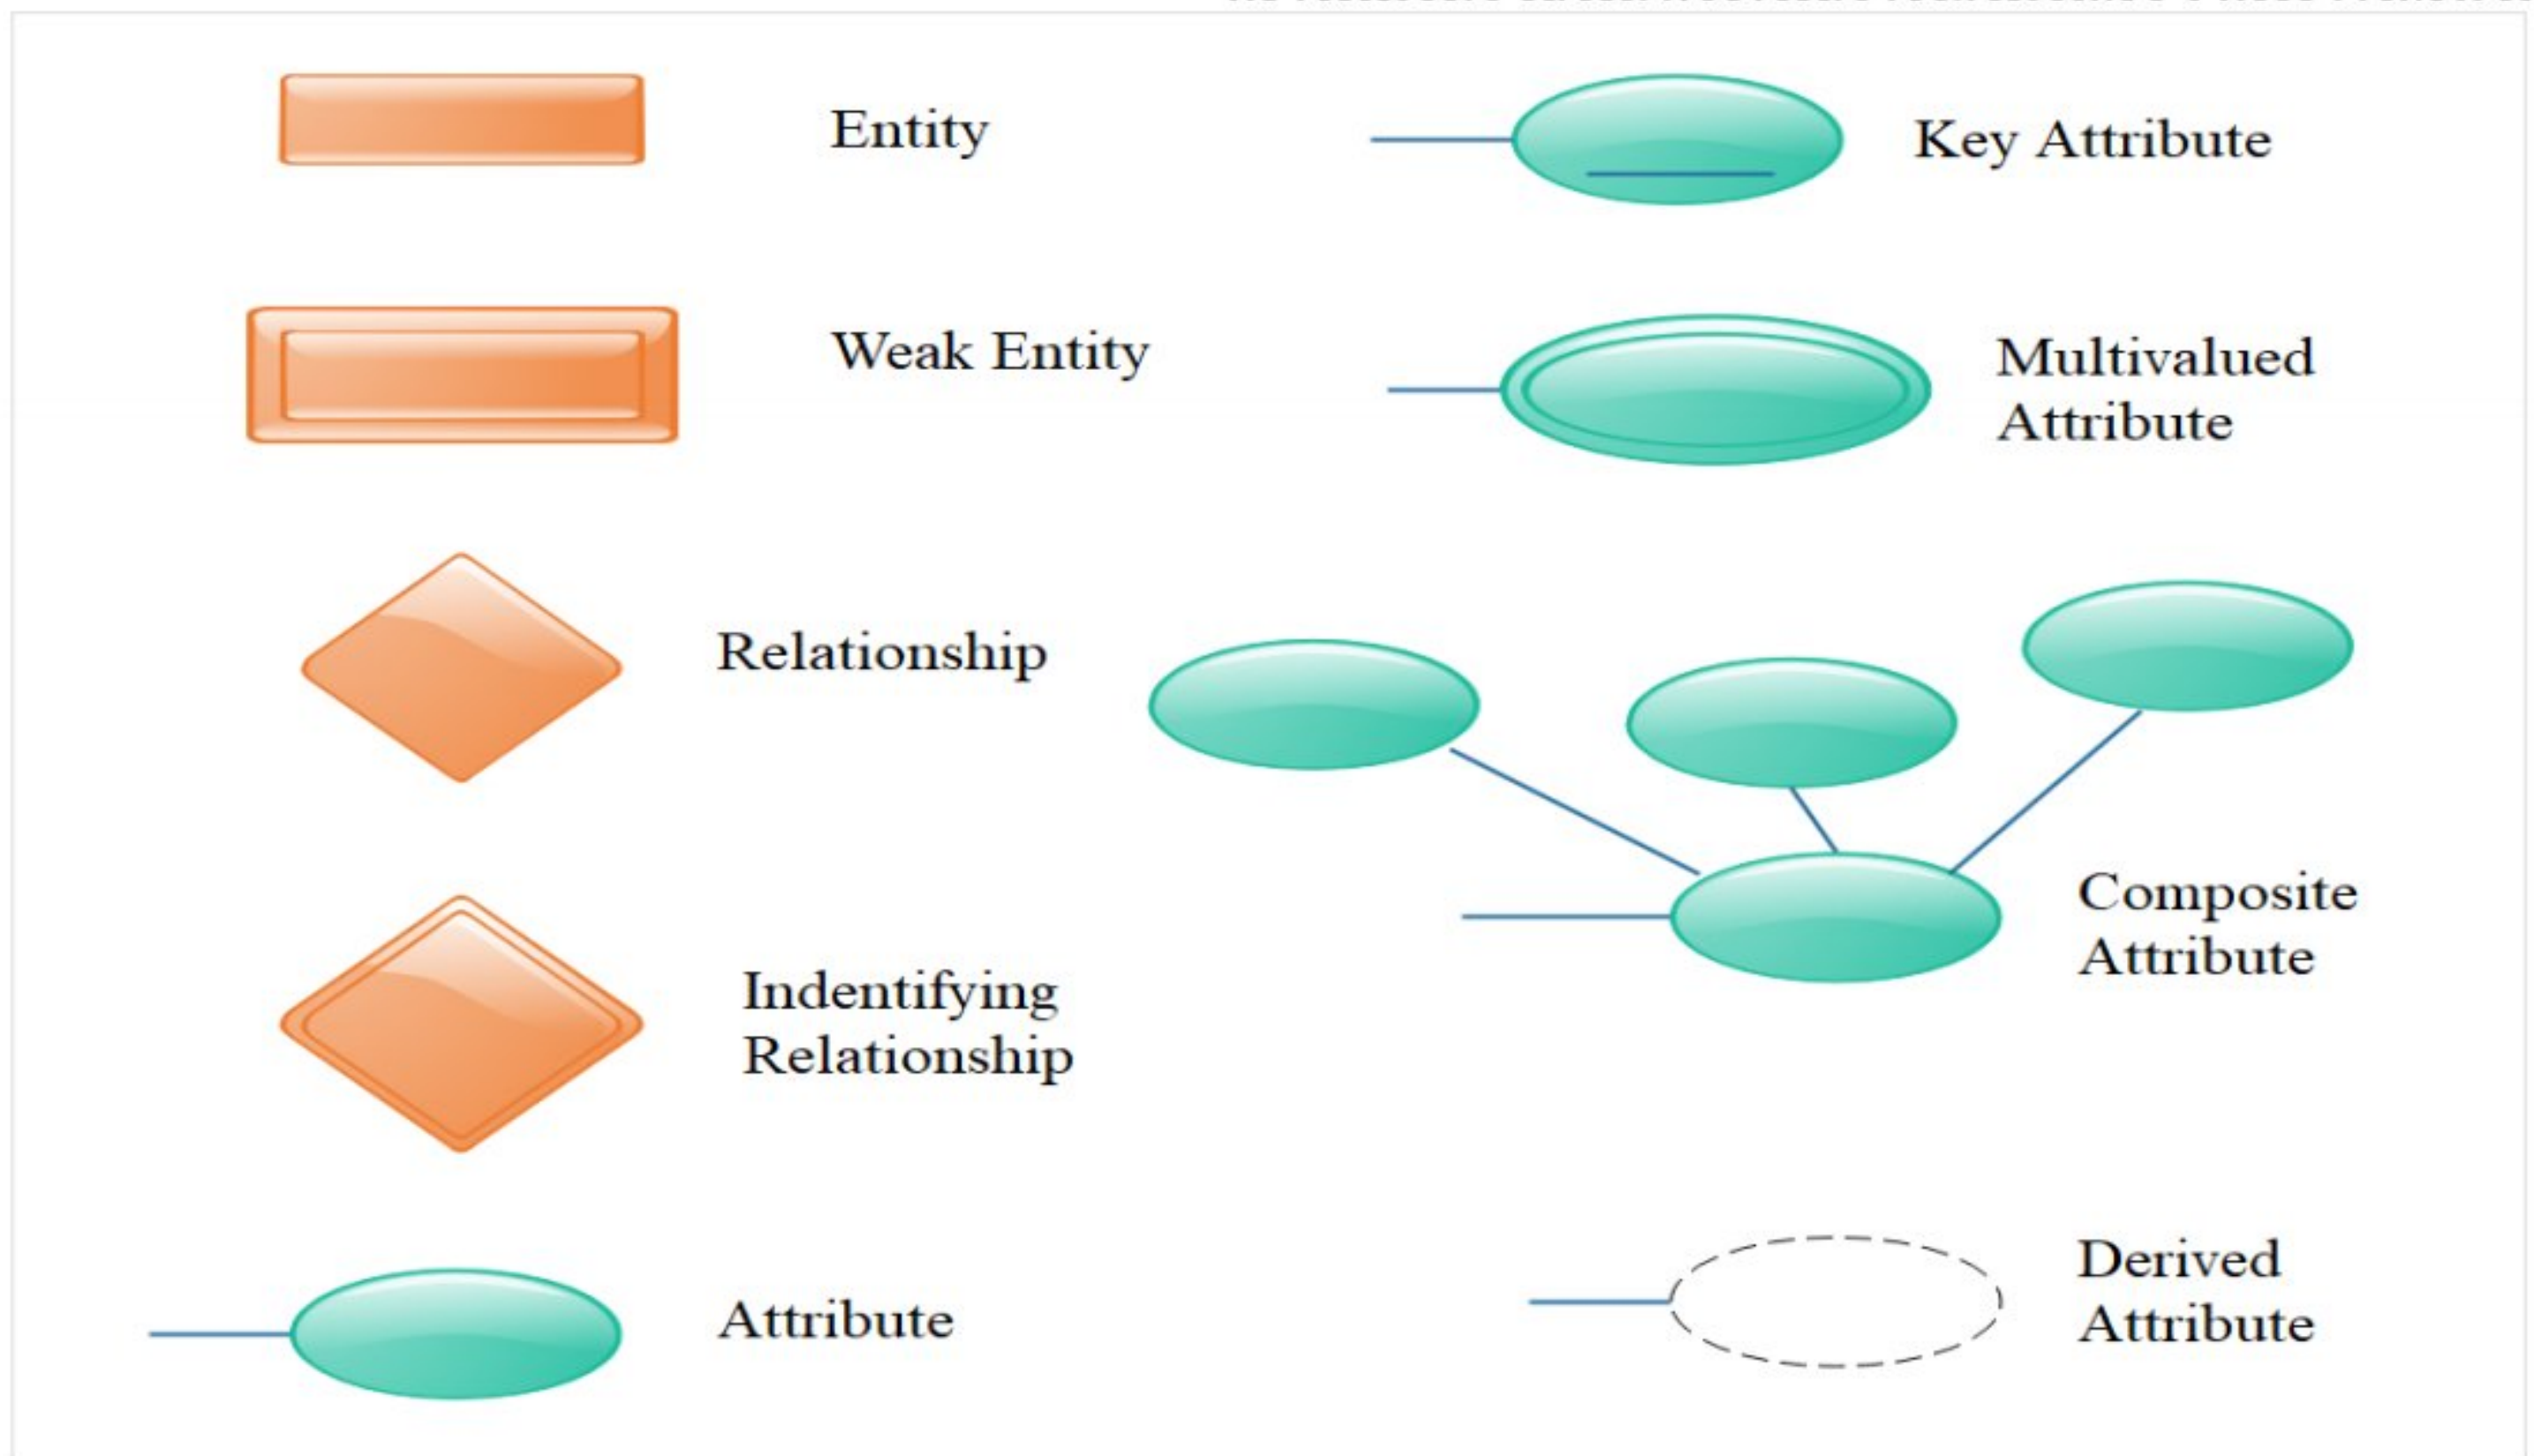 Entity
Key Attribute
Weak Entity
Multivalued
Attribute
Relationship
Composite
Attribute
Indentifying
Relationship
Attribute
Derived
Attribute